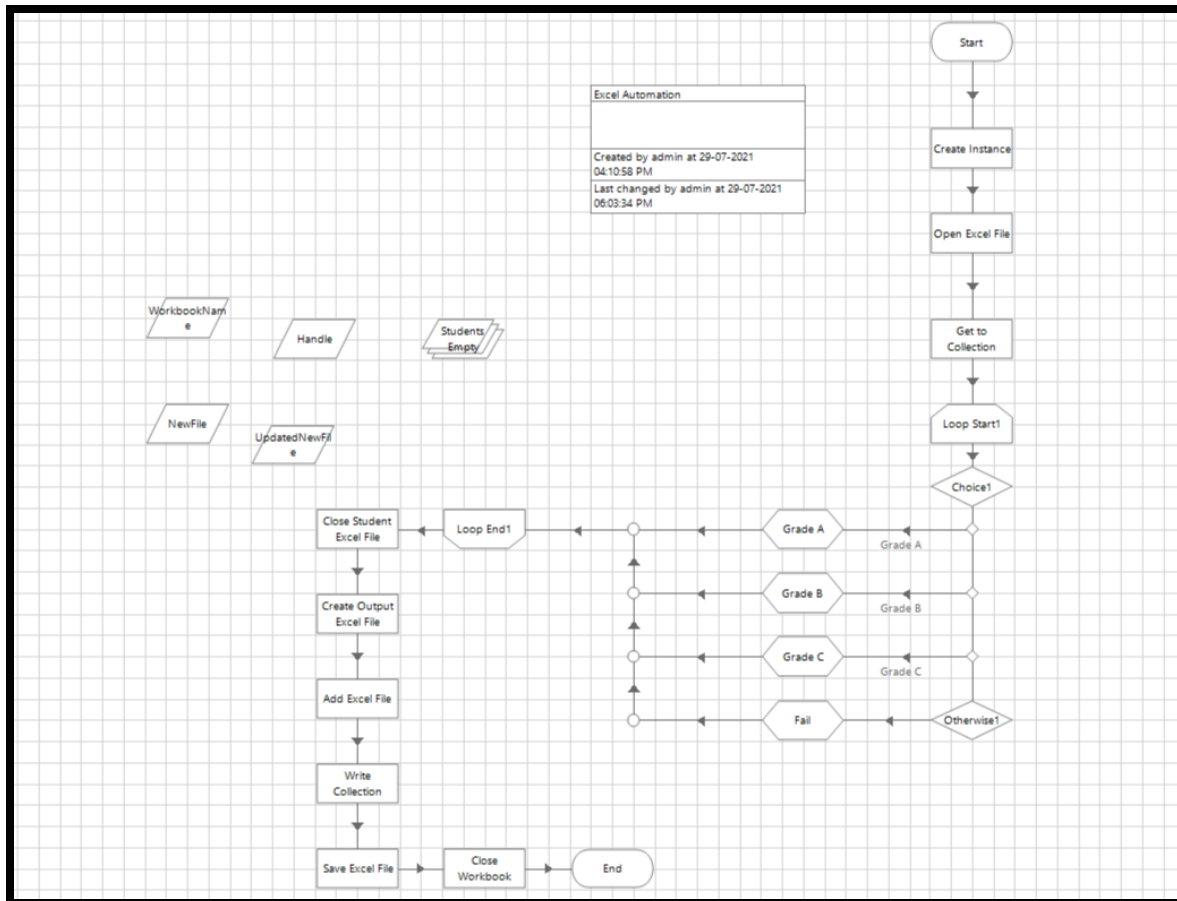 Start
Excel Automation
Created by admin at 29-07-2021
04:10:58 PM
Last changed by admin at 29-07-2021
06:03:34 PM
Create Instance
Open Excel File
WorkbookNam
e
Handle
Students
Empty
Get to
Collection
NewFile
UpdatedNewFil
e
Loop Start1
Choice1
Close Student
Excel File
Loop End1
Grade A
Grade A
Create Output
Excel File
Grade B
Grade B
Grade C
Grade C
Add Excel File
Fail
Otherwise1
Write
Collection
Save Excel File
Close
Workbook
End